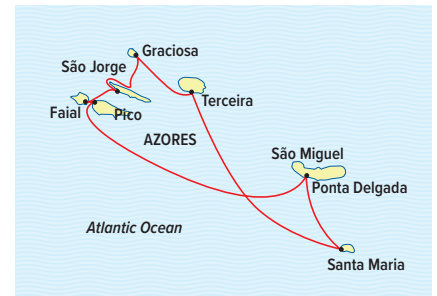 Graciosa
São Jorge
Terceira
Faial
Pico
AZORES
São Miguel
Ponta Delgada
Atlantic Ocean
Santa Maria